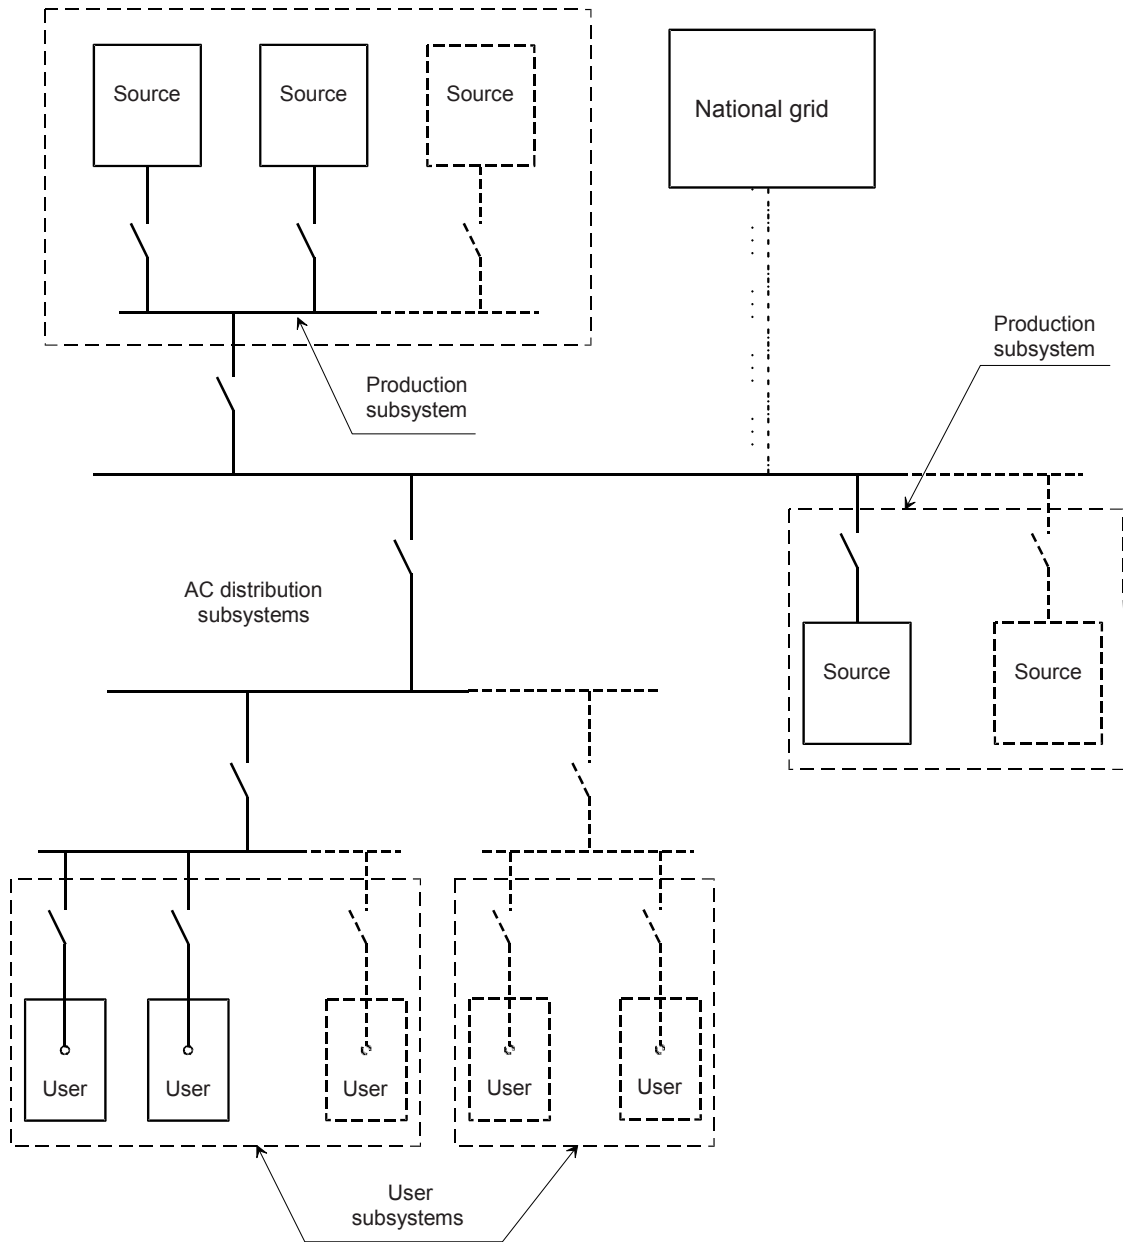 Source
Source
Source
National grid
Production
subsystem
Production
subsystem
AC distribution
subsystems
Source
Source
User
User
User
User
User
User
subsystems